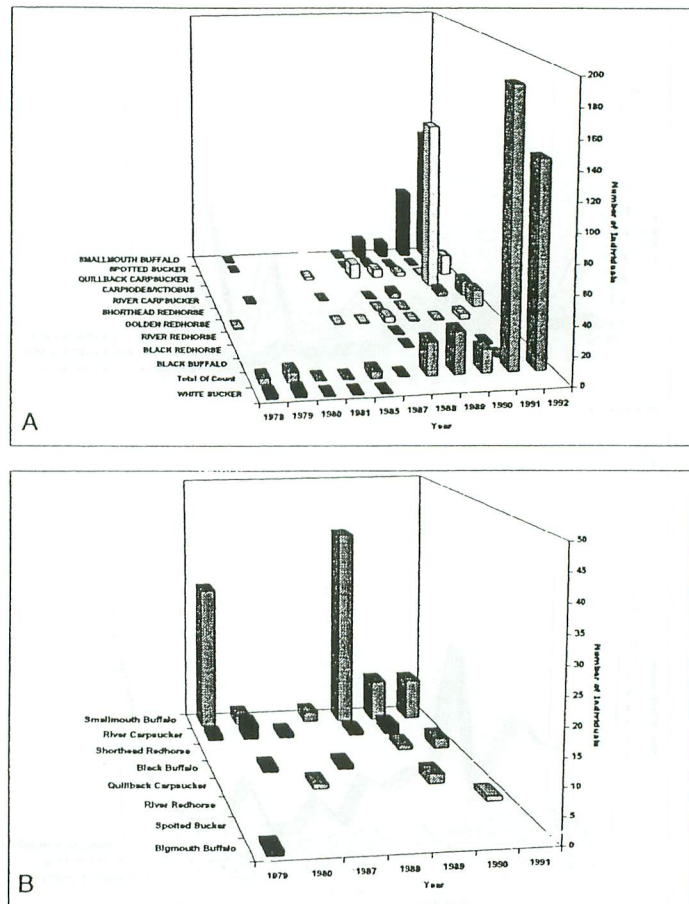 200
180
160
140
120
100
80
60
40
20
0
Number of Individuals
SMALLMOUTH BUFFALO
SPOTTED SUCKER
QUILLBACK CARPSUCKER
CARPIODES/ICTIOBUS
RIVER CARPSUCKER
SHORTHEAD REDHORSE
GOLDEN REDHORSE
RIVER REDHORSE
BLACK REDHORSE
BLACK BUFFALO
Total Of Count
WHITE SUCKER
1978 1979 1980 1981 1985 1987 1988 1989 1990 1991 1992
Year
A
50
45
40
35
30
25
20
15
10
5
0
Number of Individuals
Smallmouth Buffalo
River Carpsucker
Shorthead Redhorse
Black Buffalo
Quillback Carpsucker
River Redhorse
Spotted Sucker
Bigmouth Buffalo
1979 1980 1987 1988 1989 1990 1991
Year
B